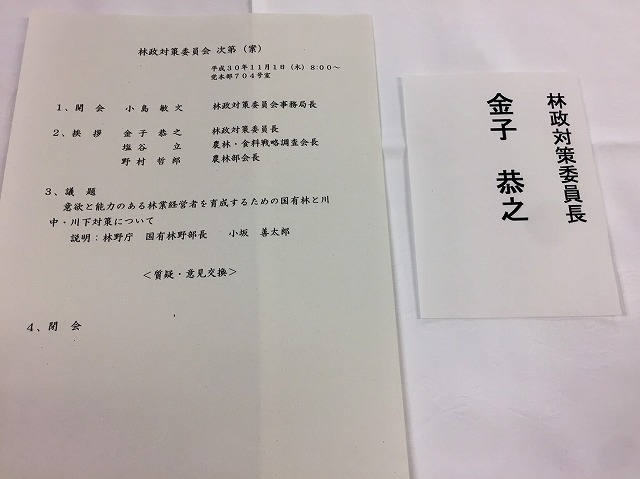 林政対策委員会 次第（案）
平成３０年１１月１日（木）８：００～
党本部７０４号室
１、開　会　小島　敏文　林政対策委員会事務局長
２、挨　拶　金子　恭之　林政対策委員長
塩谷　立　農林・食料戦略調査会長
野村　哲郎　農林部会長
３、議　題
意欲と能力のある林業経営者を育成するための国有林と川
中・川下対策について
説明：林野庁　国有林野部長　小坂　善太郎
＜質疑・意見交換＞
４、閉　会
林政対策委員長
金子　恭之